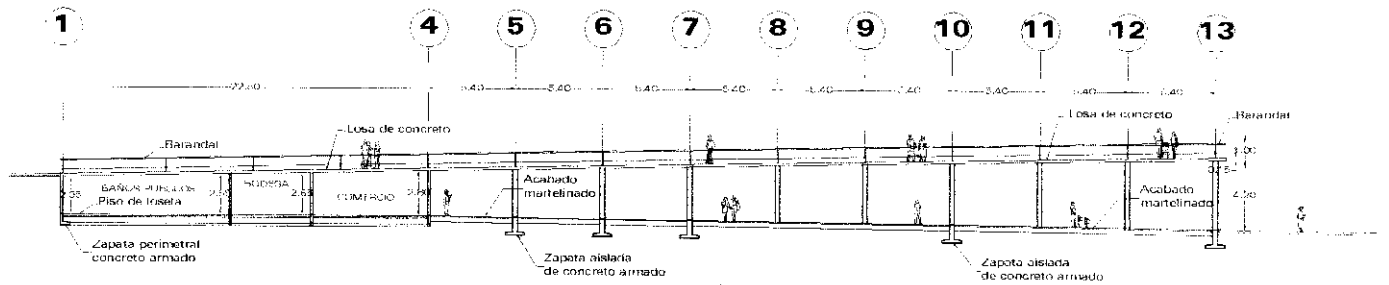 1 4 5 6 7 8 9 10 11 12 13
5.40 5.40 5.40 5.40 5.40 5.40 5.40 5.40
Barandal
Losa de concreto
Losa de concreto
Barandal
BAÑOS PUBLICOS
BODEGA
COMERCIO
Piso de loseta
Acabado
martelinado
Acabado
martelinado
Zapata perimetral
concreto armado
Zapata aislada
de concreto armado
Zapata aislada
de concreto armado